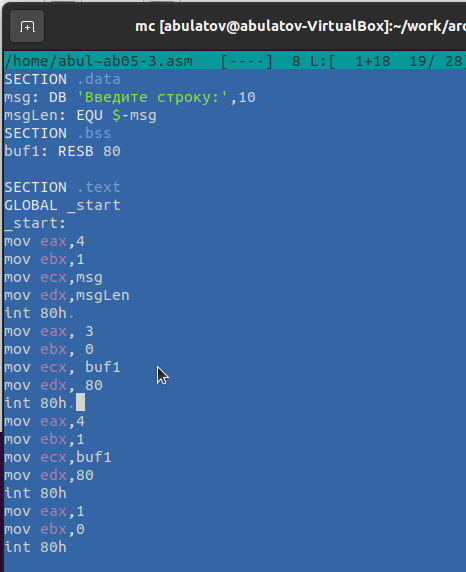 mc [abulatov@abulatov-VirtualBox]:~/work/arc
/home/abul~ab05-3.asm [----] 8 L:[ 1+18 19/ 28]
SECTION .data
msg: DB 'Введите строку:',10
msgLen: EQU $-msg
SECTION .bss
buf1: RESB 80
SECTION .text
GLOBAL _start
_start:
mov eax,4
mov ebx,1
mov ecx,msg
mov edx,msgLen
int 80h.
mov eax, 3
mov ebx, 0
mov ecx, buf1
mov edx, 80
int 80h.
mov eax,4
mov ebx,1
mov ecx,buf1
mov edx,80
int 80h
mov eax,1
mov ebx,0
int 80h